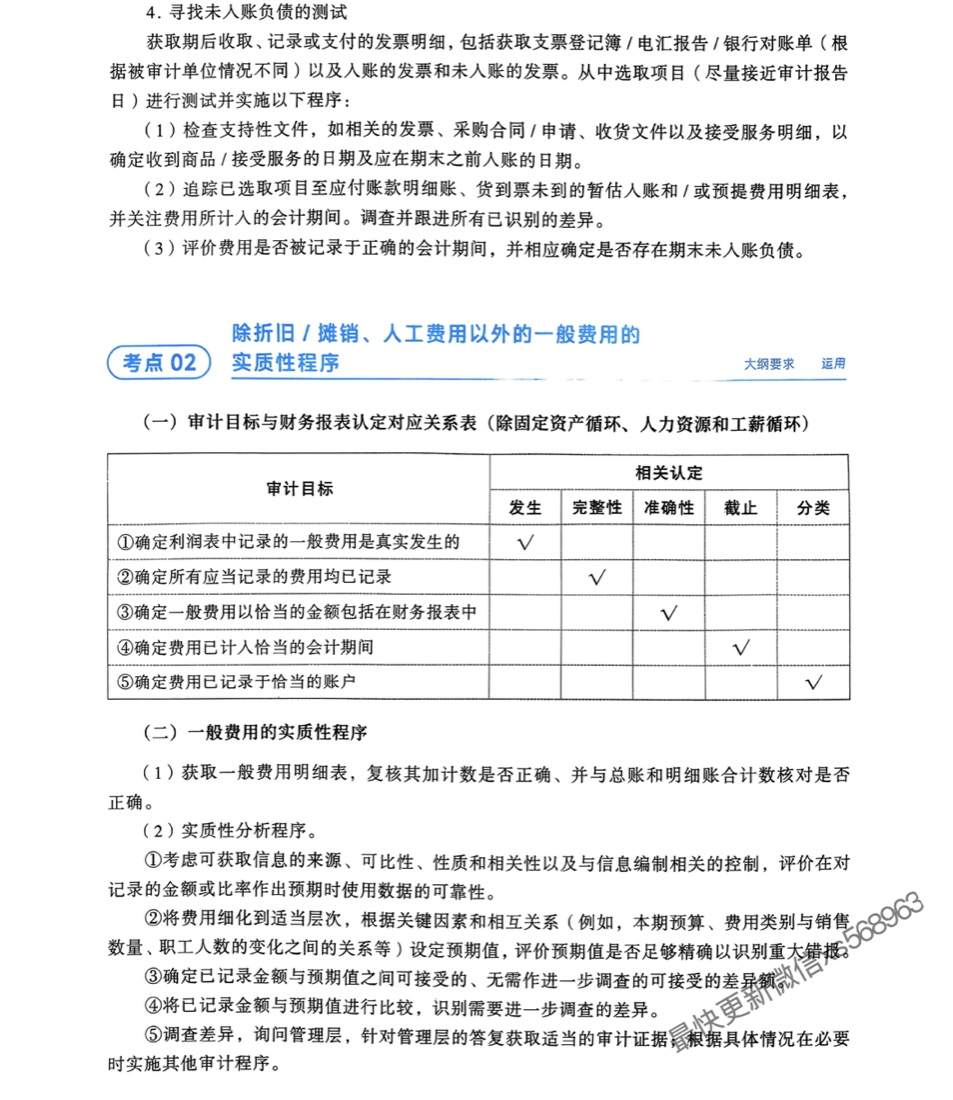 4. 寻找未入账负债的测试
获取期后收取、记录或支付的发票明细，包括获取支票登记簿 / 电汇报告 / 银行对账单（根
据被审计单位情况不同）以及入账的发票和未入账的发票。从中选取项目（尽量接近审计报告
日）进行测试并实施以下程序：
（1）检查支持性文件，如相关的发票、采购合同 / 申请、收货文件以及接受服务明细，以
确定收到商品 / 接受服务的日期及应在期末之前入账的日期。
（2）追踪已选取项目至应付账款明细账、货到票未到的暂估入账和 / 或预提费用明细表，
并关注费用所计入的会计期间。调查并跟进所有已识别的差异。
（3）评价费用是否被记录于正确的会计期间，并相应确定是否存在期末未入账负债。
考点 02
除折旧 / 摊销、人工费用以外的一般费用的
实质性程序
大纲要求 运用
（一）审计目标与财务报表认定对应关系表（除固定资产循环、人力资源和工薪循环）
审计目标 相关认定
发生 完整性 准确性 截止 分类
①确定利润表中记录的一般费用是真实发生的 √
②确定所有应当记录的费用均已记录 √
③确定一般费用以恰当的金额包括在财务报表中 √
④确定费用已计入恰当的会计期间 √
⑤确定费用已记录于恰当的账户 √
（二）一般费用的实质性程序
（1）获取一般费用明细表，复核其加计数是否正确、并与总账和明细账合计数核对是否
正确。
（2）实质性分析程序。
①考虑可获取信息的来源、可比性、性质和相关性以及与信息编制相关的控制，评价在对
记录的金额或比率作出预期时使用数据的可靠性。
②将费用细化到适当层次，根据关键因素和相互关系（例如，本期预算、费用类别与销售
数量、职工人数的变化之间的关系等）设定预期值，评价预期值是否足够精确以识别重大错报。
③确定已记录金额与预期值之间可接受的、无需作进一步调查的可接受的差异额。
④将已记录金额与预期值进行比较，识别需要进一步调查的差异。
⑤调查差异，询问管理层，针对管理层的答复获取适当的审计证据；根据具体情况在必要
时实施其他审计程序。
最快更新微信 568963